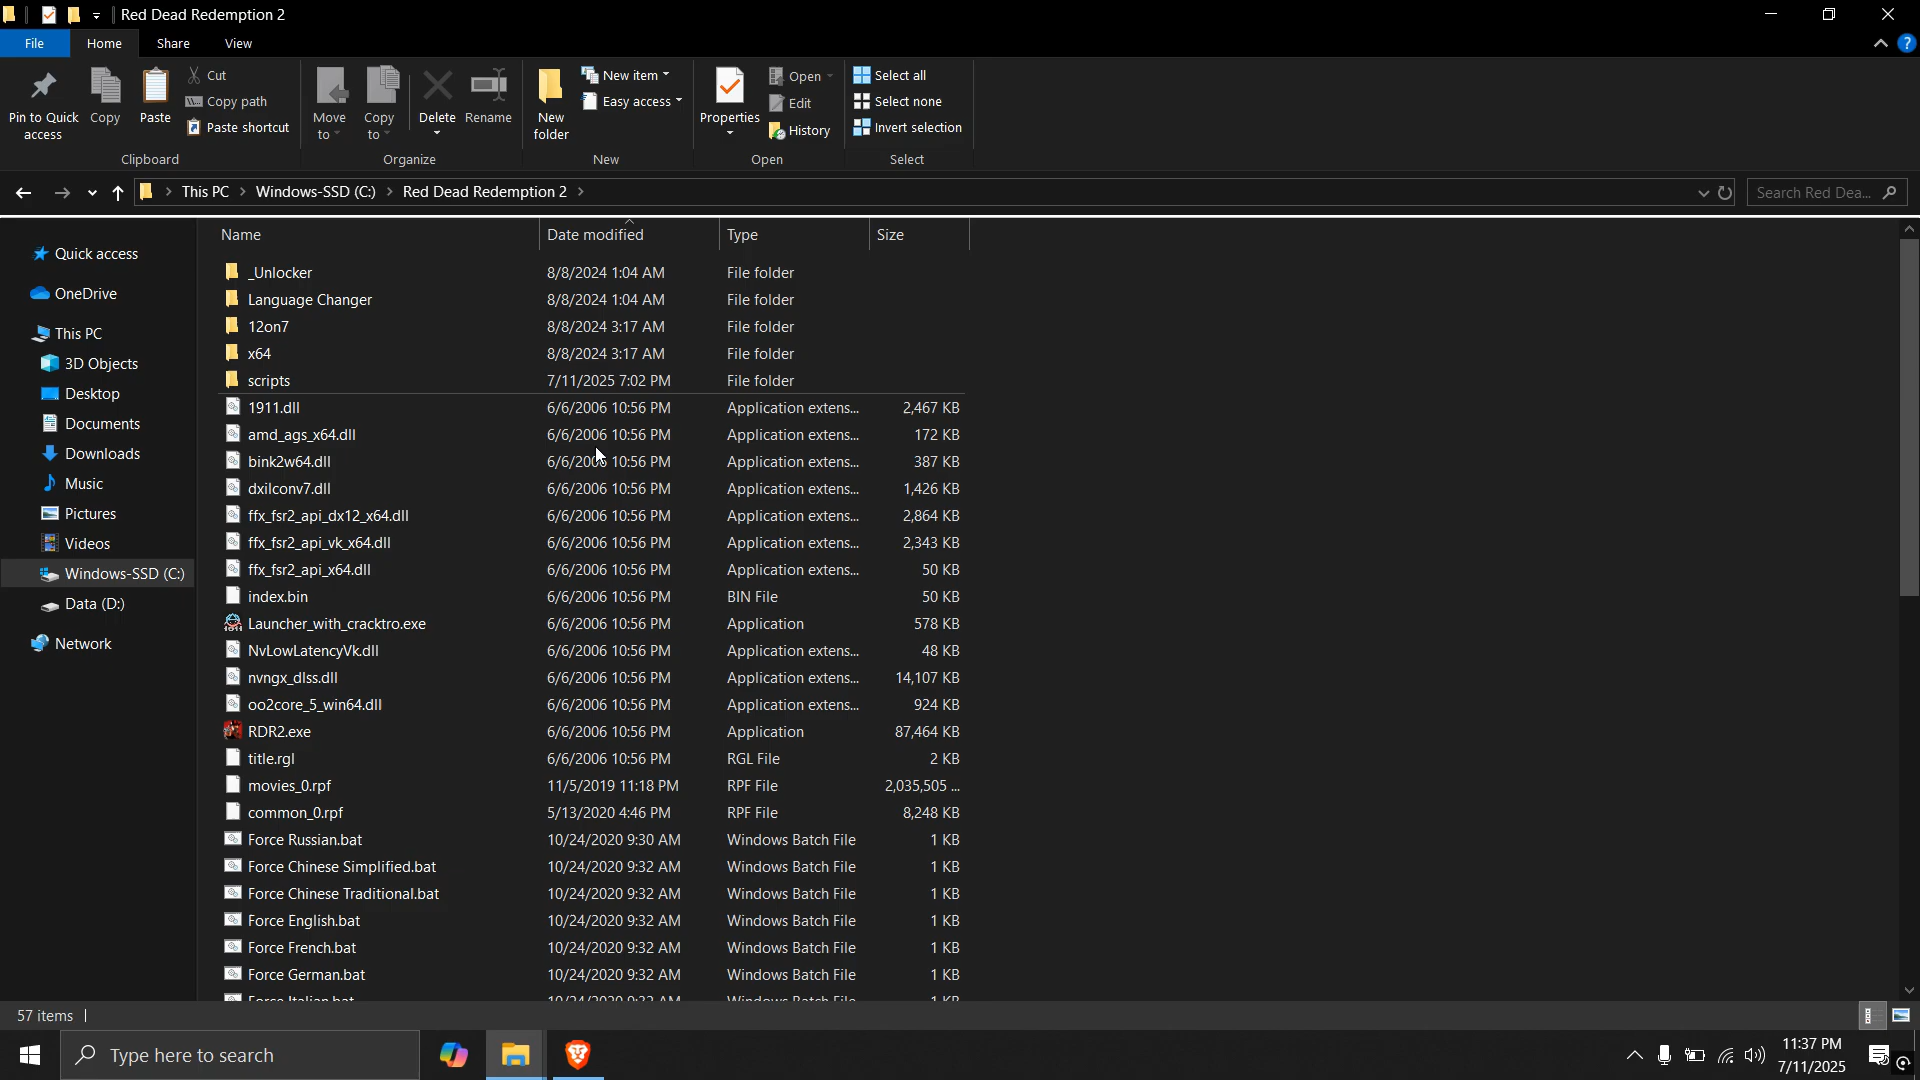 Red Dead Redemption 2
File Home Share View
Pin to Quick access
Copy
Paste
Cut
Copy path
Paste shortcut
Clipboard
Move to
Copy to
Delete
Rename
Organize
New folder
New item
Easy access
New
Properties
Open
Edit
History
Open
Select all
Select none
Invert selection
Select
This PC > Windows-SSD (C:) > Red Dead Redemption 2 >
Search Red Dea...
Quick access
OneDrive
This PC
3D Objects
Desktop
Documents
Downloads
Music
Pictures
Videos
Windows-SSD (C:)
Data (D:)
Network
Name Date modified Type Size
_Unlocker 8/8/2024 1:04 AM File folder
Language Changer 8/8/2024 1:04 AM File folder
12on7 8/8/2024 3:17 AM File folder
x64 8/8/2024 3:17 AM File folder
scripts 7/11/2025 7:02 PM File folder
1911.dll 6/6/2006 10:56 PM Application extens... 2,467 KB
amd_ags_x64.dll 6/6/2006 10:56 PM Application extens... 172 KB
bink2w64.dll 6/6/2006 10:56 PM Application extens... 387 KB
dxilconv7.dll 6/6/2006 10:56 PM Application extens... 1,426 KB
ffx_fsr2_api_dx12_x64.dll 6/6/2006 10:56 PM Application extens... 2,864 KB
ffx_fsr2_api_vk_x64.dll 6/6/2006 10:56 PM Application extens... 2,343 KB
ffx_fsr2_api_x64.dll 6/6/2006 10:56 PM Application extens... 50 KB
index.bin 6/6/2006 10:56 PM BIN File 50 KB
Launcher_with_cracktro.exe 6/6/2006 10:56 PM Application 578 KB
NvLowLatencyVk.dll 6/6/2006 10:56 PM Application extens... 48 KB
nvngx_dlss.dll 6/6/2006 10:56 PM Application extens... 14,107 KB
oo2core_5_win64.dll 6/6/2006 10:56 PM Application extens... 924 KB
RDR2.exe 6/6/2006 10:56 PM Application 87,464 KB
title.rgl 6/6/2006 10:56 PM RGL File 2 KB
movies_0.rpf 11/5/2019 11:18 PM RPF File 2,035,505 ...
common_0.rpf 5/13/2020 4:46 PM RPF File 8,248 KB
Force Russian.bat 10/24/2020 9:30 AM Windows Batch File 1 KB
Force Chinese Simplified.bat 10/24/2020 9:32 AM Windows Batch File 1 KB
Force Chinese Traditional.bat 10/24/2020 9:32 AM Windows Batch File 1 KB
Force English.bat 10/24/2020 9:32 AM Windows Batch File 1 KB
Force French.bat 10/24/2020 9:32 AM Windows Batch File 1 KB
Force German.bat 10/24/2020 9:32 AM Windows Batch File 1 KB
Force Italian.bat 10/24/2020 9:32 AM Windows Batch File 1 KB
57 items
Type here to search
11:37 PM
7/11/2025